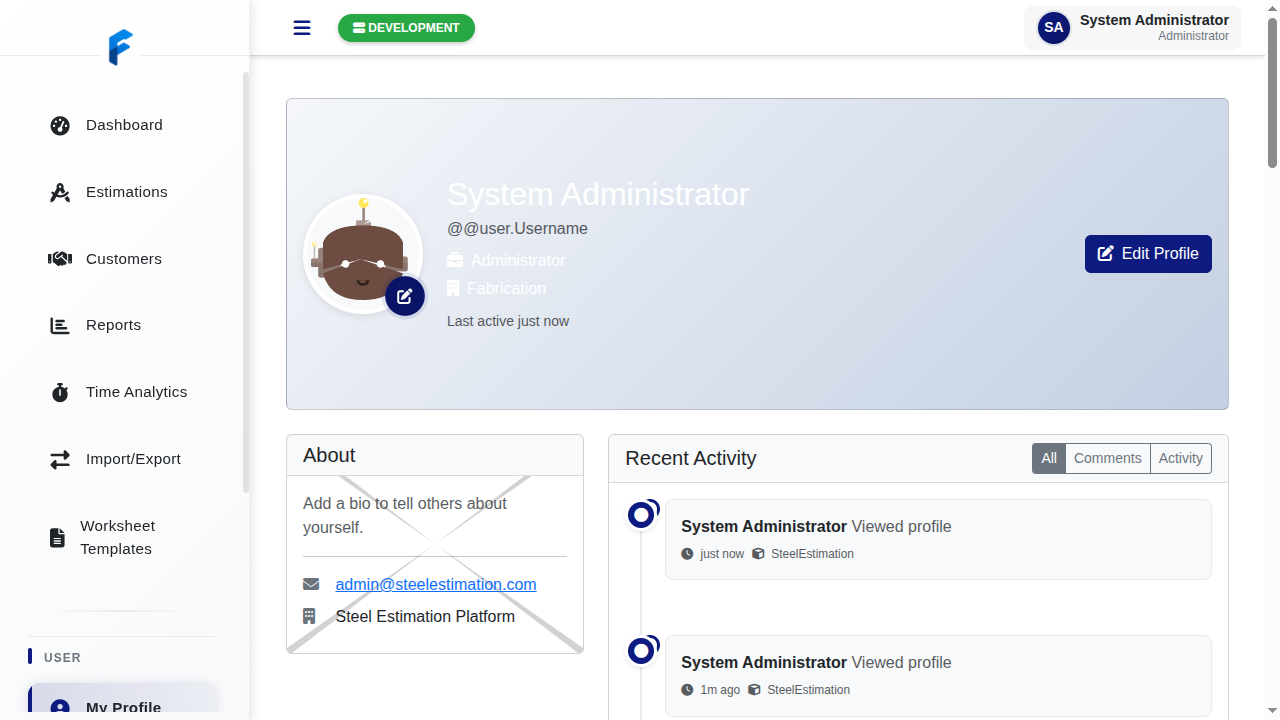 DEVELOPMENT
SA
System Administrator
Administrator
Dashboard
Estimations
Customers
Reports
Time Analytics
Import/Export
Worksheet
Templates
USER
My Profile
System Administrator
@@user.Username
Administrator
Fabrication
Last active just now
Edit Profile
About
Add a bio to tell others about
yourself.
admin@steelestimation.com
Steel Estimation Platform
Recent Activity
All Comments Activity
System Administrator Viewed profile
just now SteelEstimation
System Administrator Viewed profile
1m ago SteelEstimation